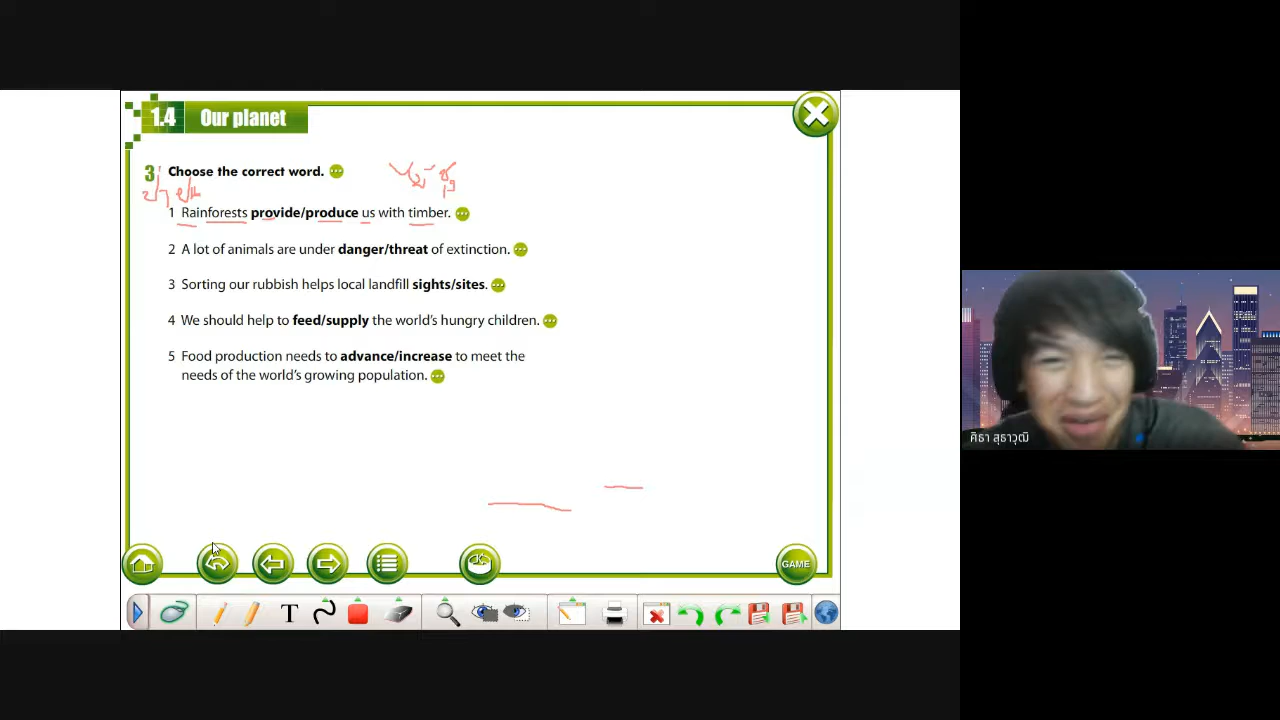 1.4 Our planet
3 Choose the correct word.
1 Rainforests provide/produce us with timber.
2 A lot of animals are under danger/threat of extinction.
3 Sorting our rubbish helps local landfill sights/sites.
4 We should help to feed/supply the world's hungry children.
5 Food production needs to advance/increase to meet the
needs of the world's growing population.
GAME
T
ศิธา สุธาวุฒิ